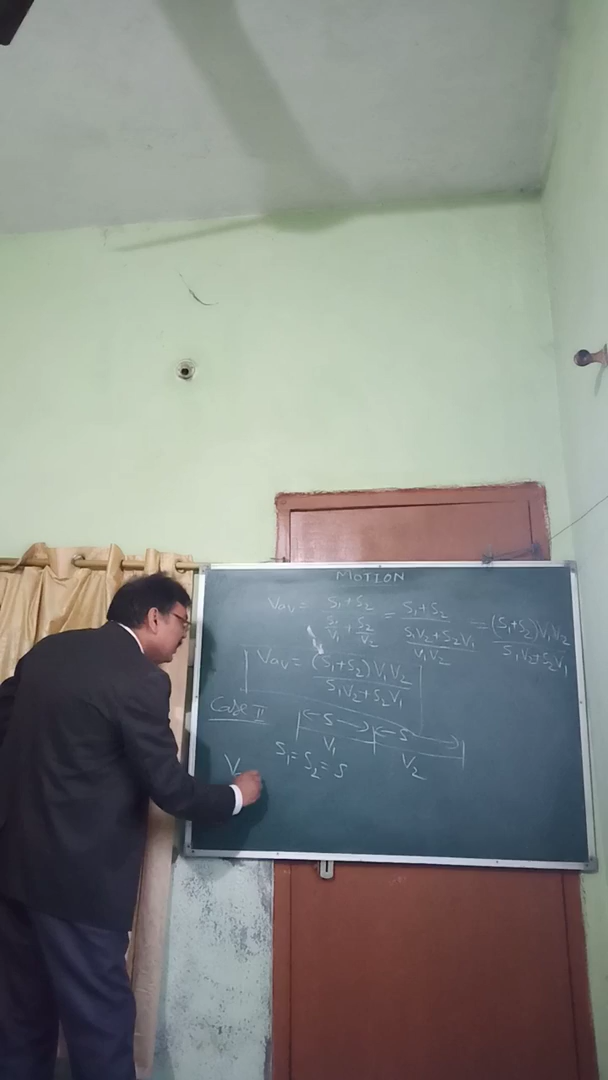 MOTION
Vav = S₁+S₂ / (S₁/V₁ + S₂/V₂) = S₁+S₂ / ((S₁V₂+S₂V₁) / V₁V₂) = (S₁+S₂)V₁V₂ / S₁V₂+S₂V₁
Vav = (S₁+S₂)V₁V₂ / S₁V₂+S₂V₁
Case II
←S→ ←S→
V₁ V₂
S₁=S₂=S
V